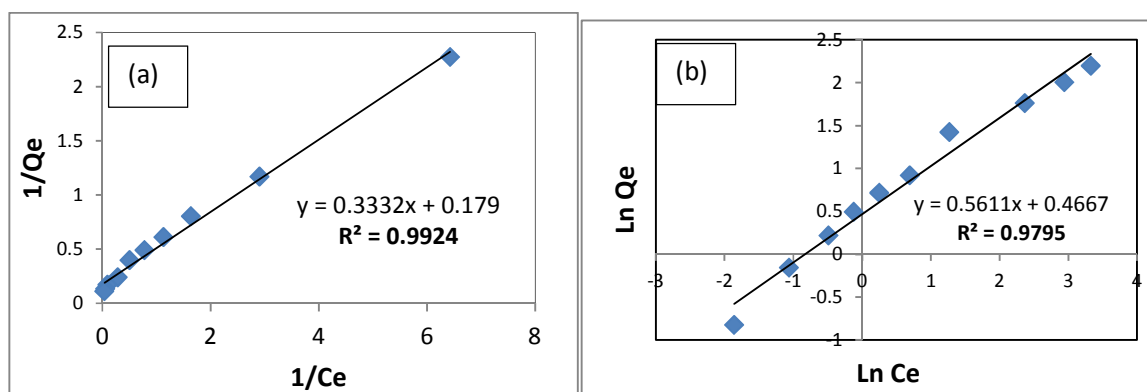 (a)
2.5
2
1.5
1
0.5
0
0 2 4 6 8
1/Qe
1/Ce
y = 0.3332x + 0.179
R² = 0.9924
(b)
2.5
2
1.5
1
0.5
0
-0.5
-1
-3 -2 -1 0 1 2 3 4
Ln Qe
Ln Ce
y = 0.5611x + 0.4667
R² = 0.9795